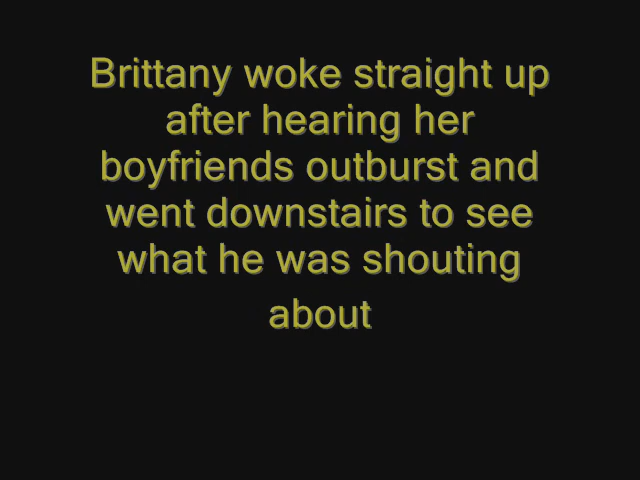 Brittany woke straight up
after hearing her
boyfriends outburst and
went downstairs to see
what he was shouting
about